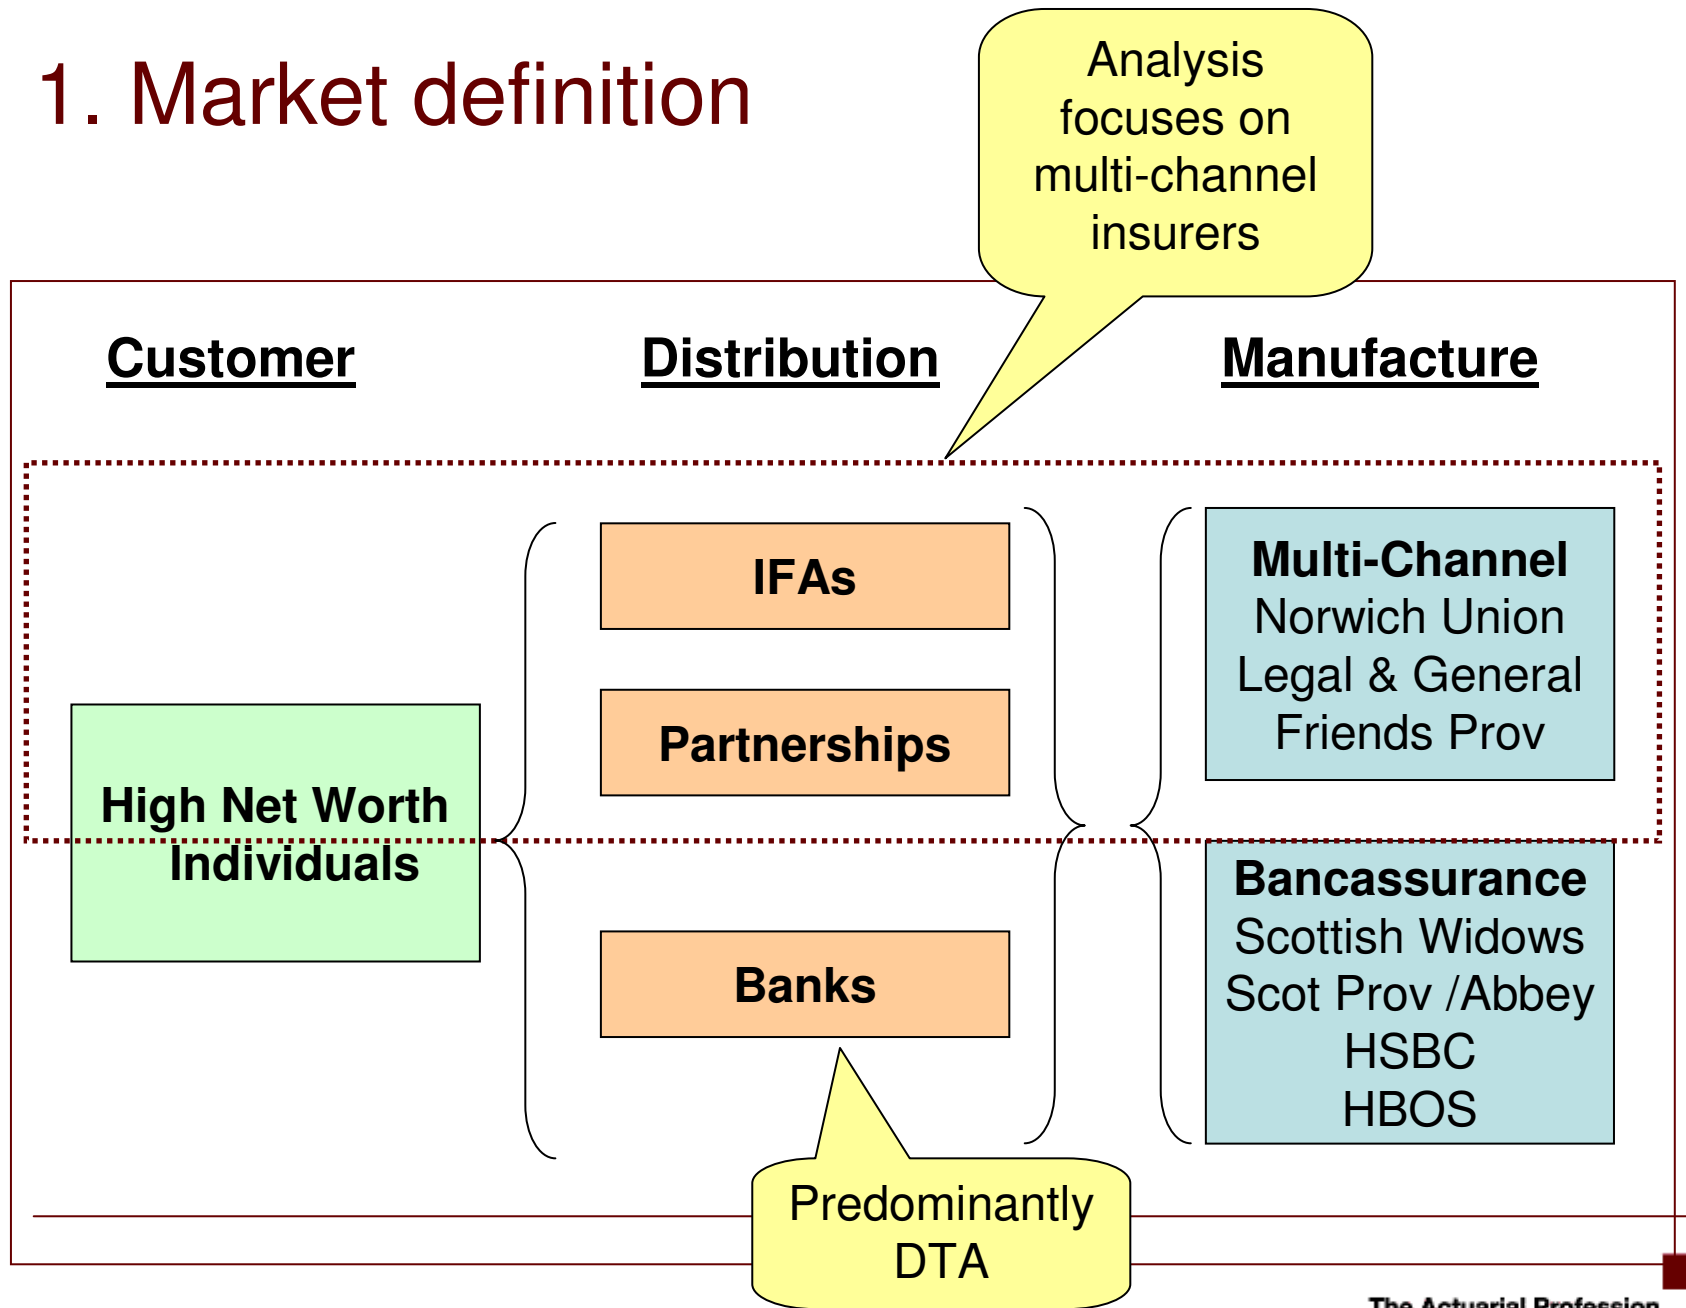 1. Market definition
Analysis
focuses on
multi-channel
insurers
Customer
Distribution
Manufacture
High Net Worth
Individuals
IFAs
Partnerships
Banks
Multi-Channel
Norwich Union
Legal & General
Friends Prov
Bancassurance
Scottish Widows
Scot Prov /Abbey
HSBC
HBOS
Predominantly
DTA
The Actuarial Profession